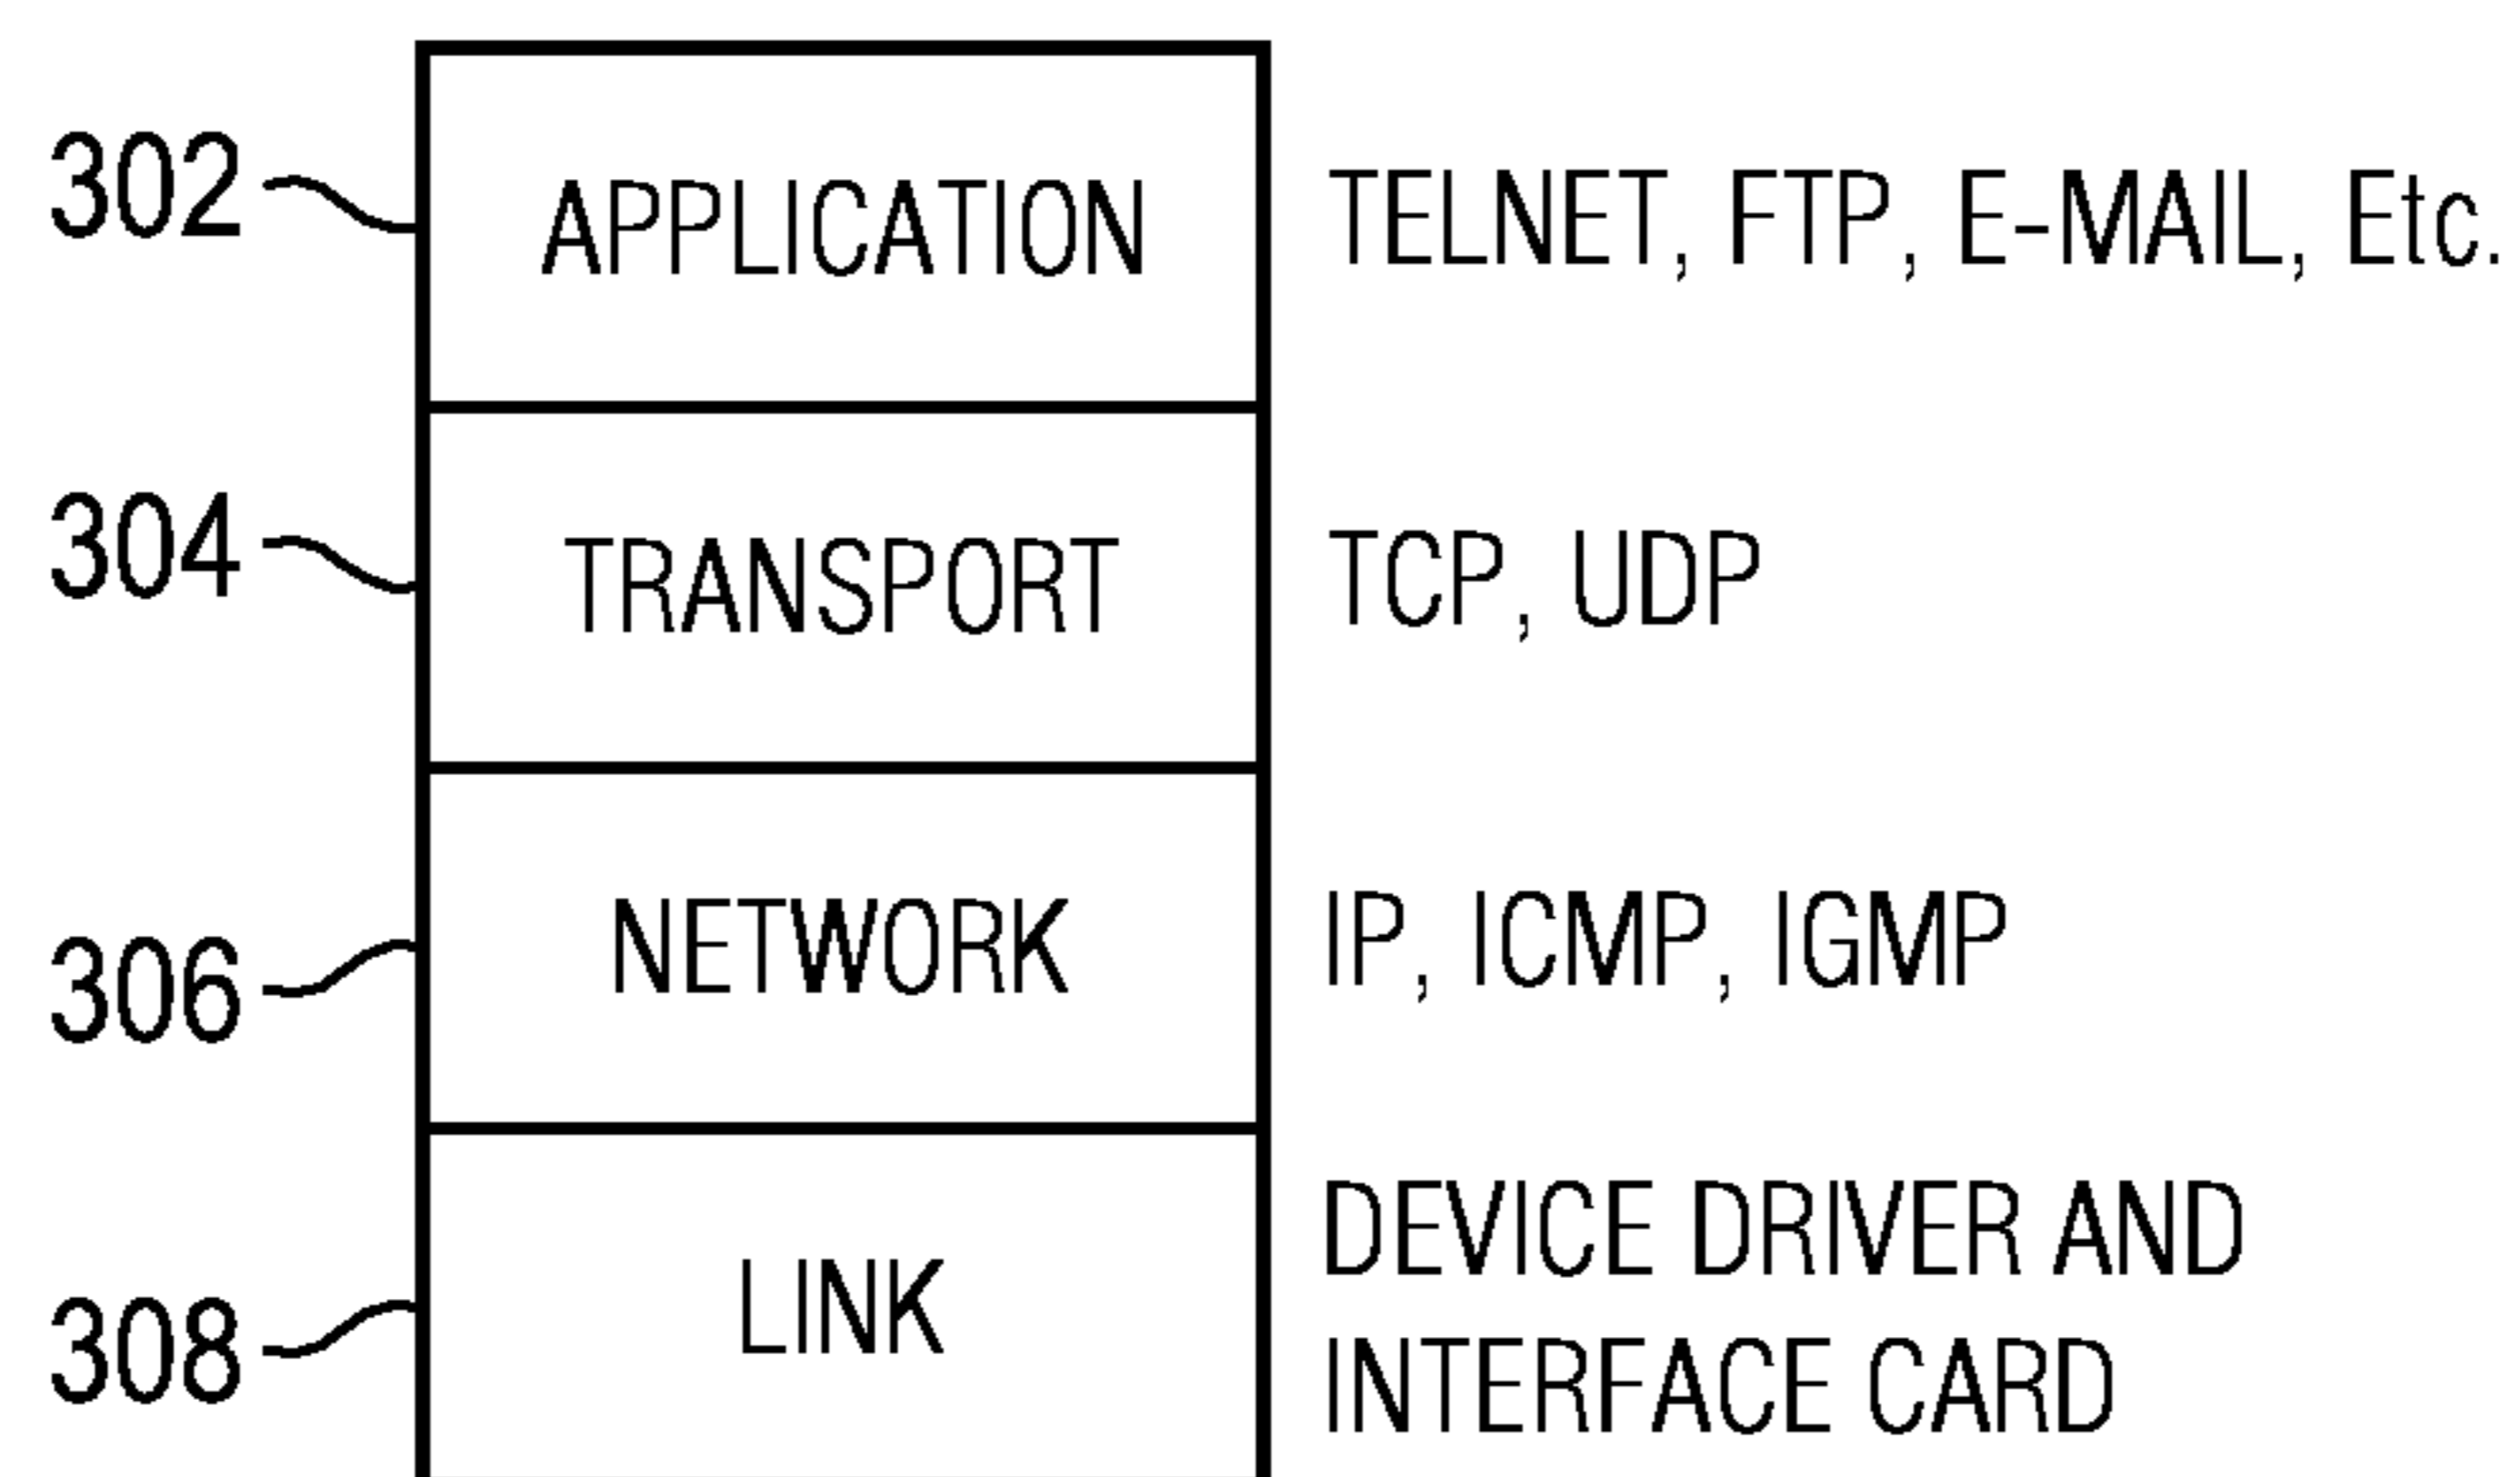 302 APPLICATION TELNET, FTP, E-MAIL, Etc.
304 TRANSPORT TCP, UDP
306 NETWORK IP, ICMP, IGMP
308 LINK DEVICE DRIVER AND
INTERFACE CARD